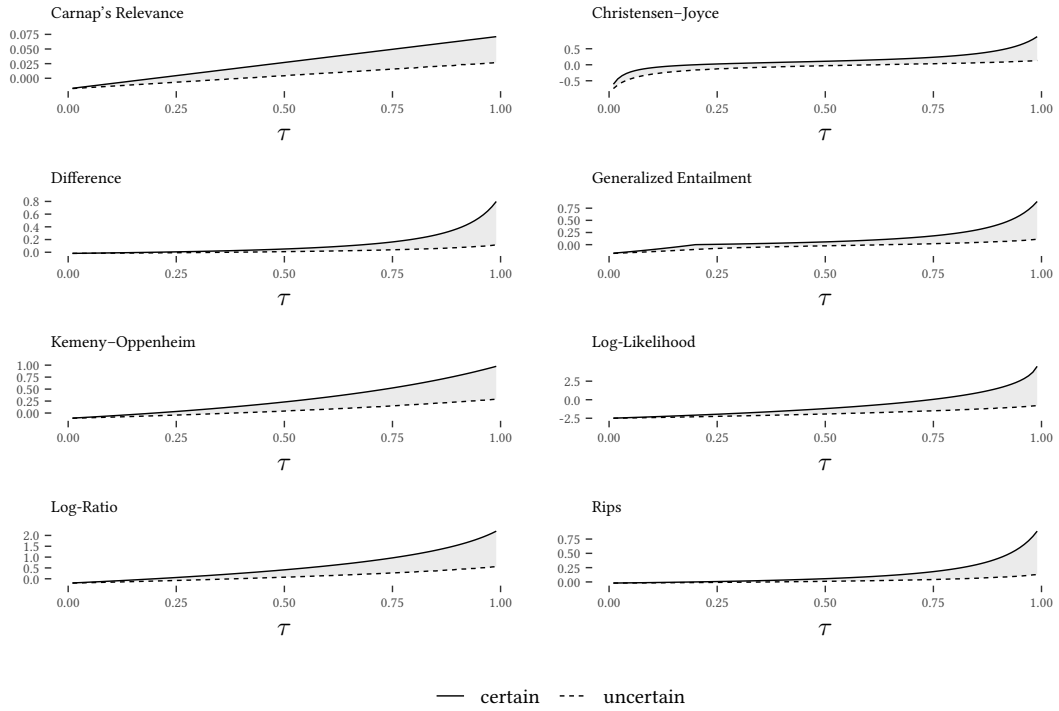 Carnap's Relevance
0.075
0.050
0.025
0.000
0.00 0.25 0.50 0.75 1.00
τ
Christensen–Joyce
0.5
0.0
-0.5
0.00 0.25 0.50 0.75 1.00
τ
Difference
0.8
0.6
0.4
0.2
0.0
0.00 0.25 0.50 0.75 1.00
τ
Generalized Entailment
0.75
0.50
0.25
0.00
0.00 0.25 0.50 0.75 1.00
τ
Kemeny–Oppenheim
1.00
0.75
0.50
0.25
0.00
0.00 0.25 0.50 0.75 1.00
τ
Log-Likelihood
2.5
0.0
-2.5
0.00 0.25 0.50 0.75 1.00
τ
Log-Ratio
2.0
1.5
1.0
0.5
0.0
0.00 0.25 0.50 0.75 1.00
τ
Rips
0.75
0.50
0.25
0.00
0.00 0.25 0.50 0.75 1.00
τ
certain uncertain